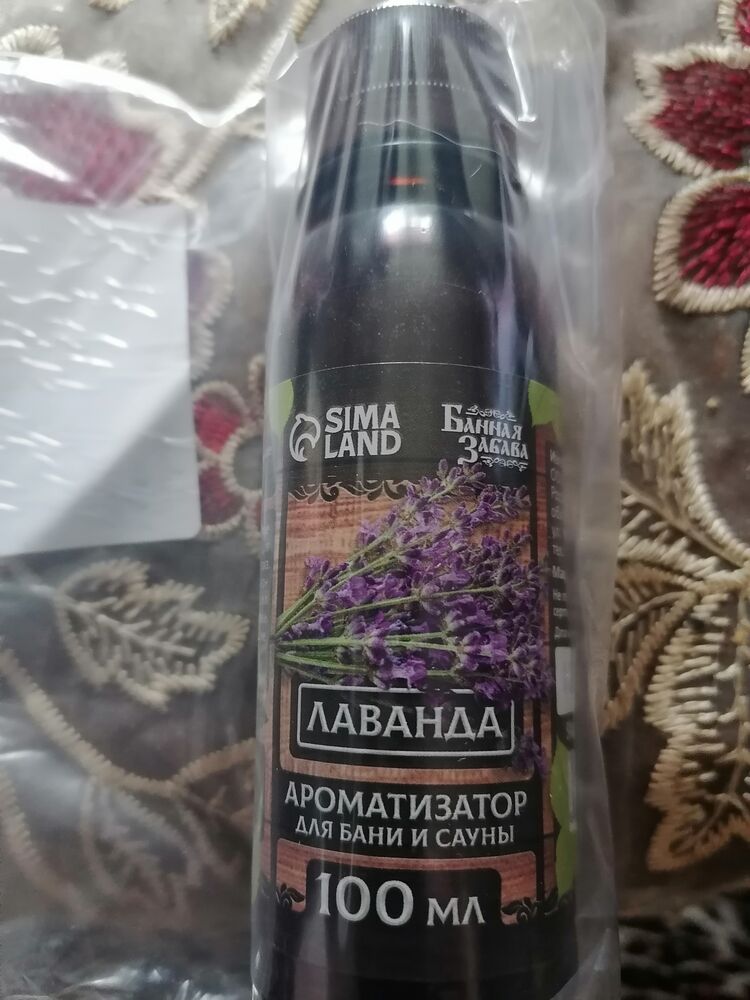 SIMA
LAND
БАННАЯ
ЗАБАВА
ЛАВАНДА
АРОМАТИЗАТОР
ДЛЯ БАНИ И САУНЫ
100 МЛ